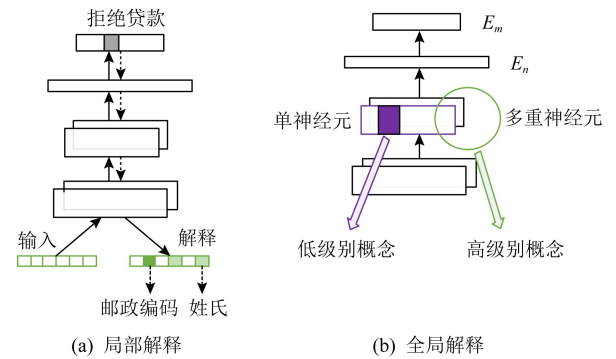 拒绝贷款
输入
解释
邮政编码 姓氏
(a) 局部解释
E_m
E_n
单神经元
多重神经元
低级别概念
高级别概念
(b) 全局解释